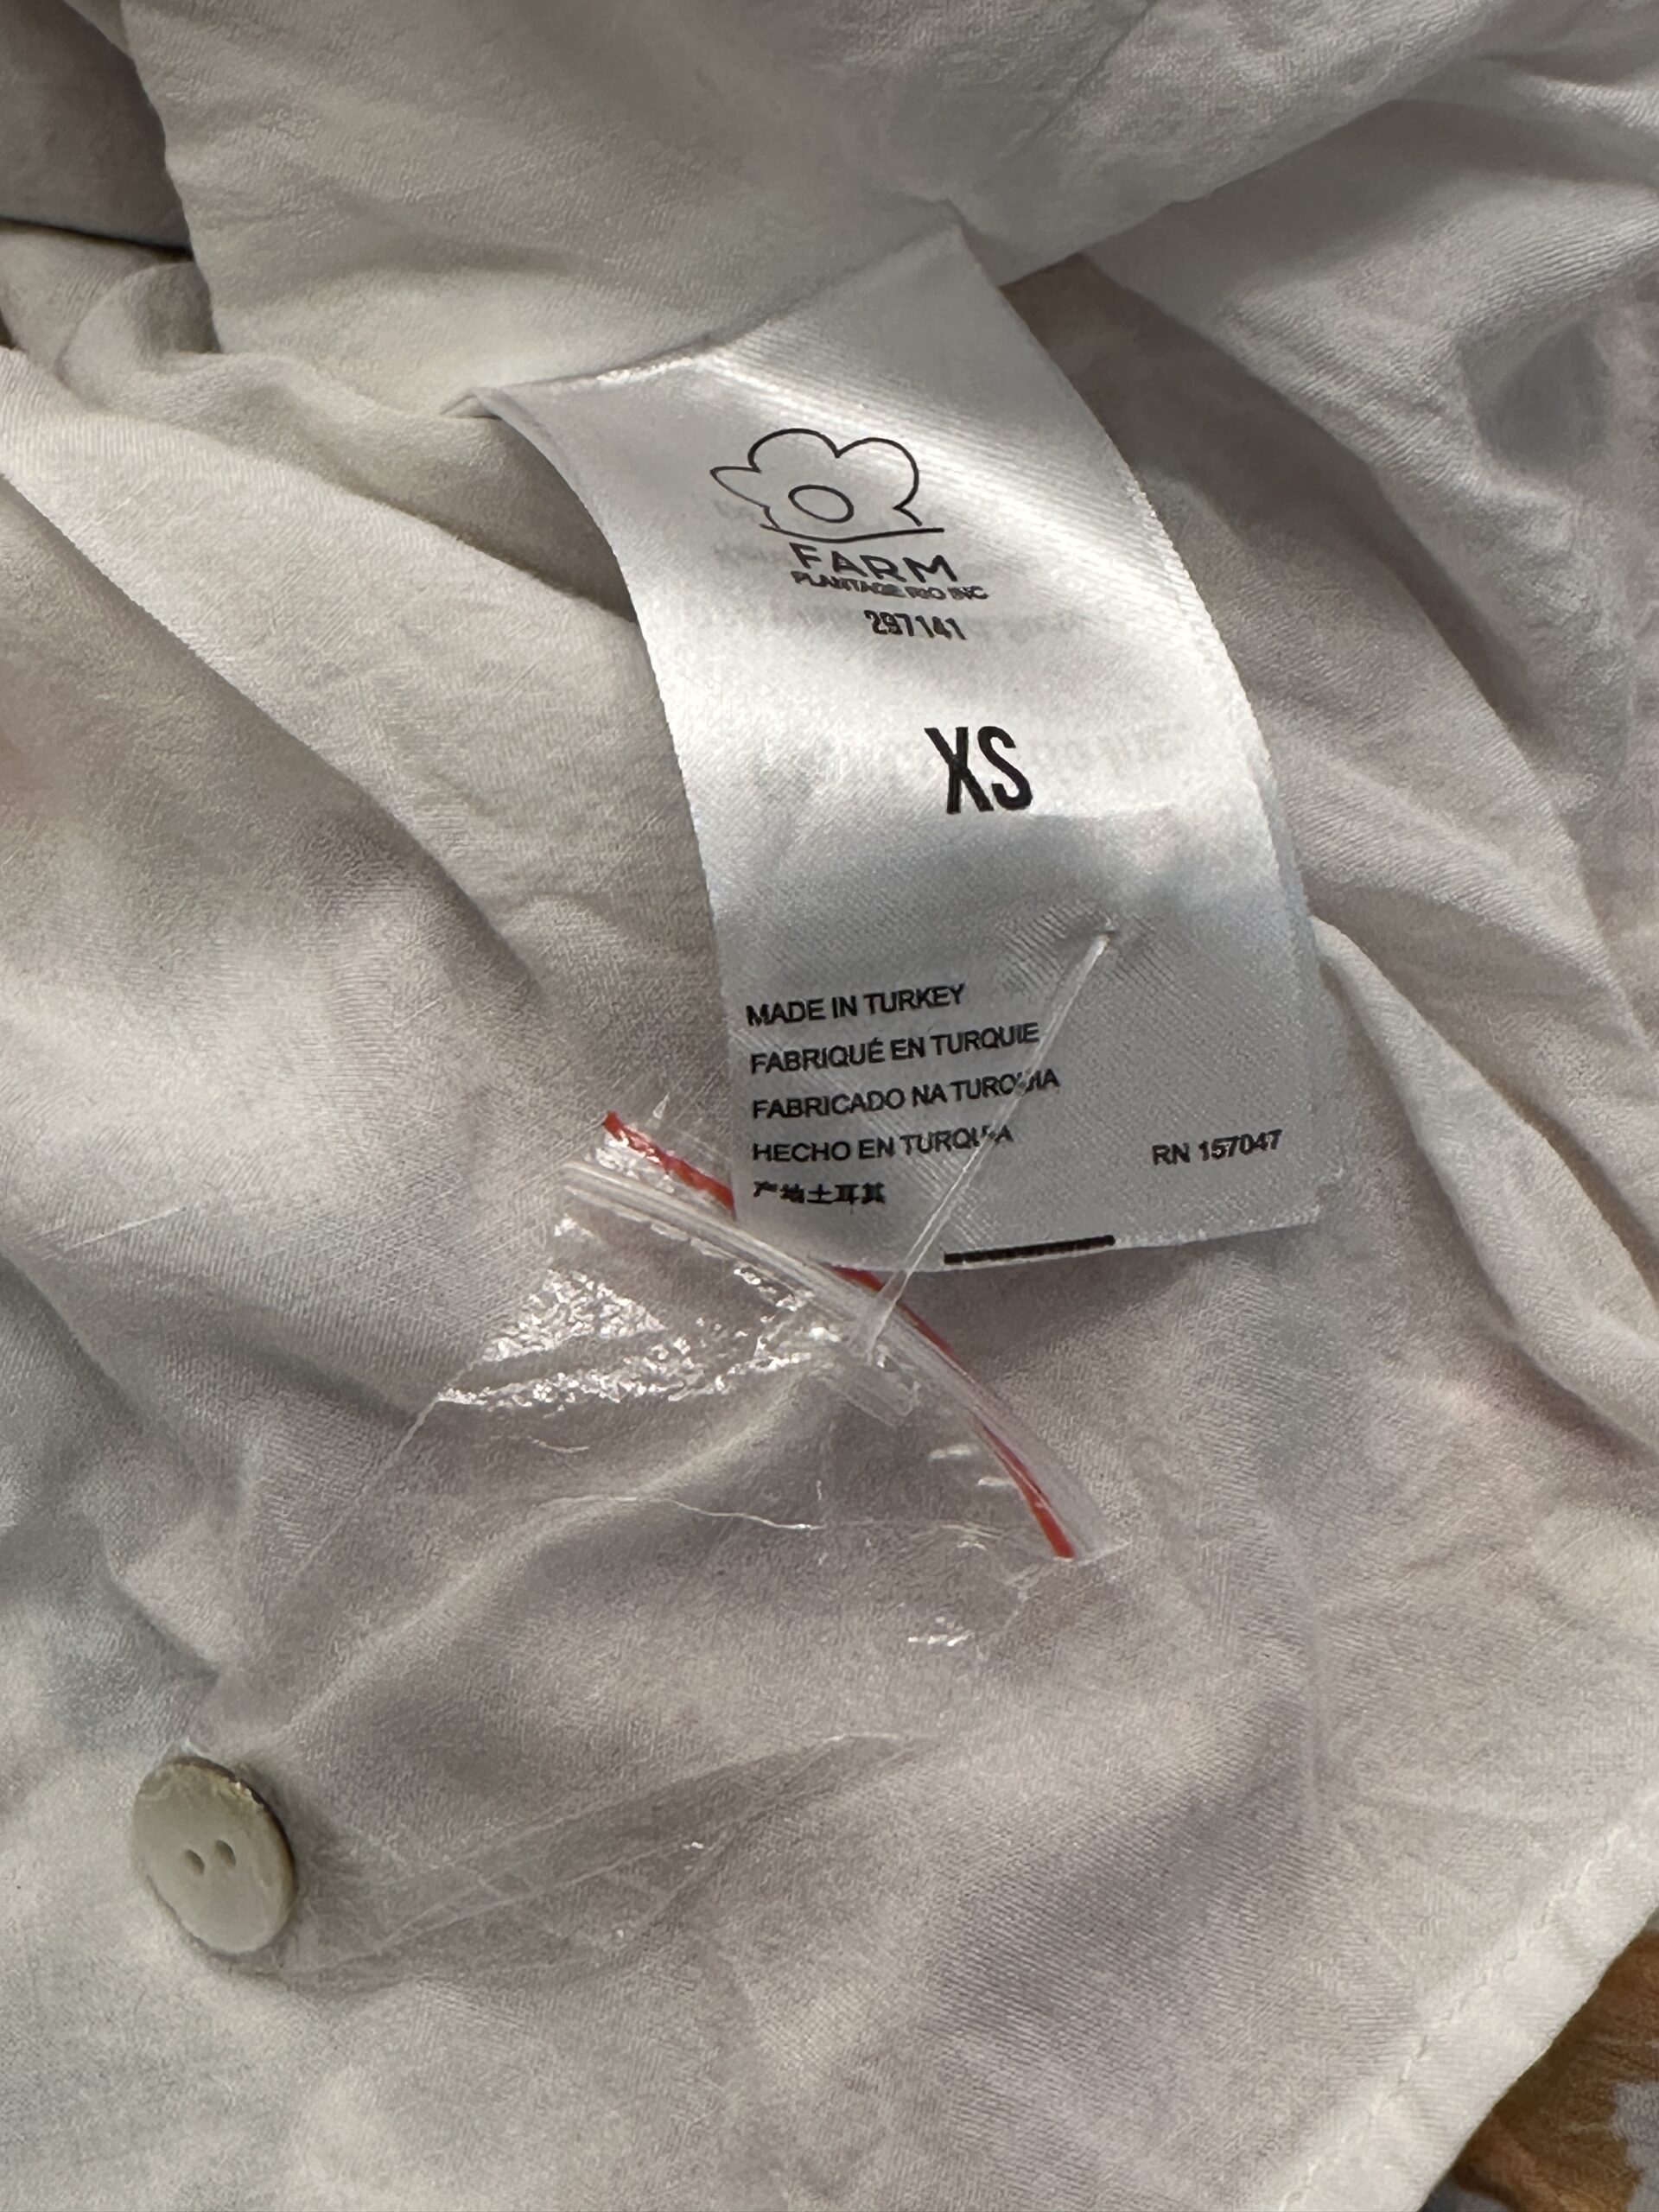 FARM
PLANTAGE RIO INC
297141
XS
MADE IN TURKEY
FABRIQUÉ EN TURQUIE
FABRICADO NA TURQUIA
HECHO EN TURQUÍA
产地土耳其
RN 157047